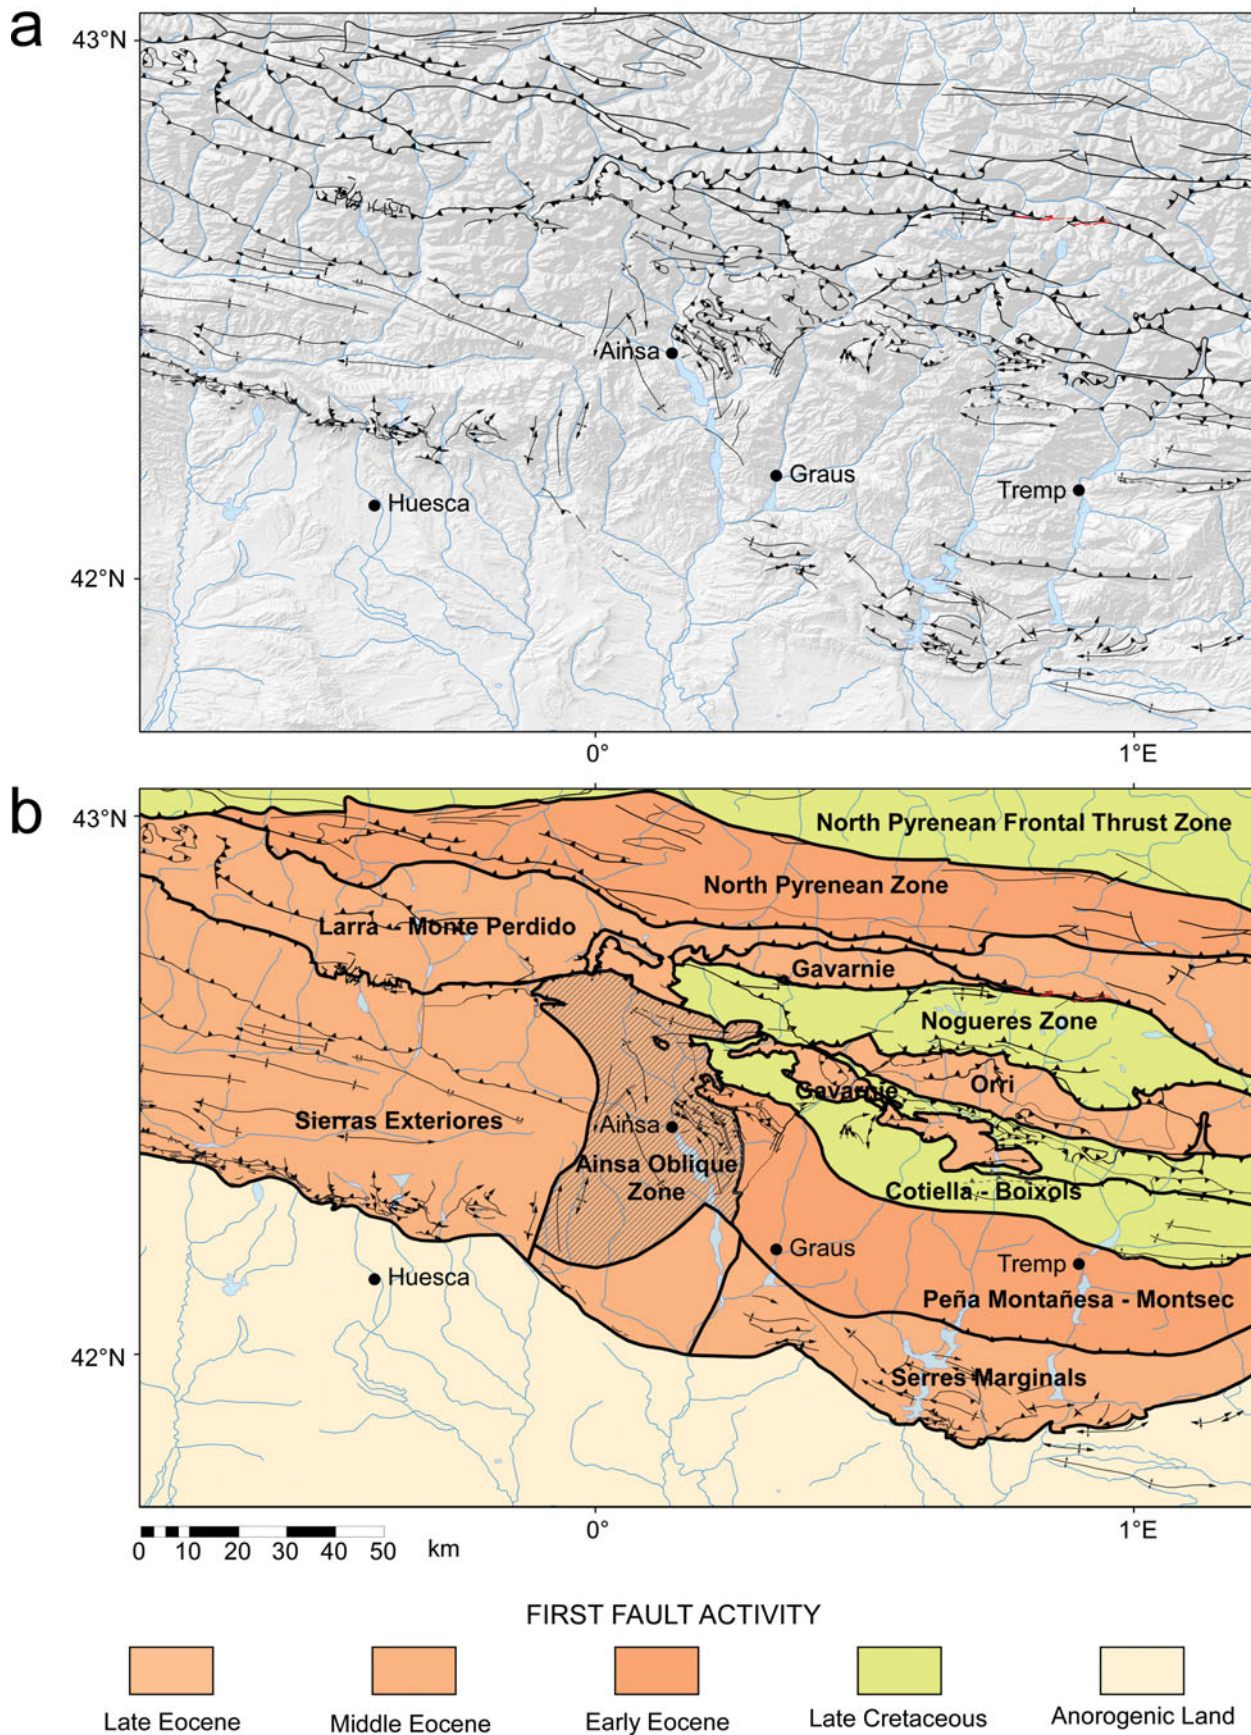 a
43°N
Ainsa
Graus
Huesca
Tremp
42°N
0°
1°E
b
43°N
North Pyrenean Frontal Thrust Zone
North Pyrenean Zone
Larra - Monte Perdido
Gavarnie
Nogueres Zone
Orri
Gavarnie
Sierras Exteriores
Ainsa
Ainsa Oblique
Zone
Cotiella - Boixols
Graus
Tremp
Huesca
Peña Montañesa - Montsec
42°N
Serres Marginals
0°
1°E
0 10 20 30 40 50 km
FIRST FAULT ACTIVITY
Late Eocene
Middle Eocene
Early Eocene
Late Cretaceous
Anorogenic Land